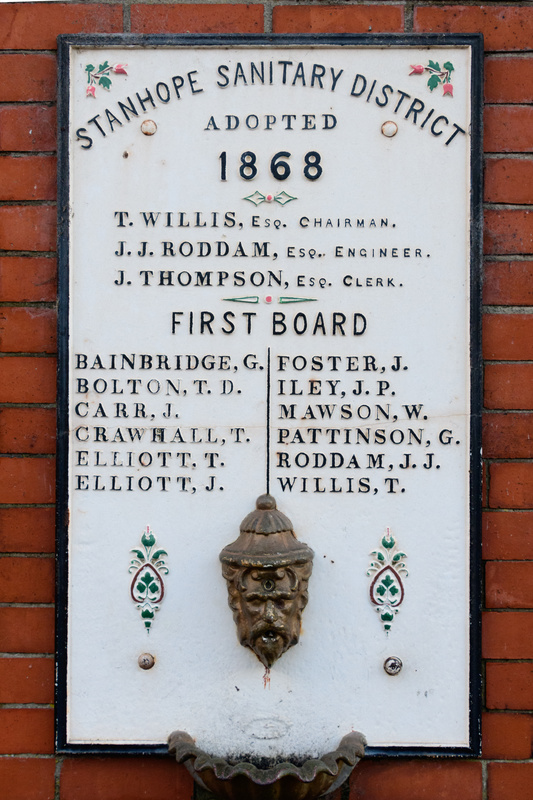 STANHOPE SANITARY DISTRICT
ADOPTED
1868
T. WILLIS, Esq. Chairman.
J. J. RODDAM, Esq. Engineer.
J. THOMPSON, Esq. Clerk.
FIRST BOARD
BAINBRIDGE, G.
BOLTON, T. D.
CARR, J.
CRAWHALL, T.
ELLIOTT, T.
ELLIOTT, J.
FOSTER, J.
ILEY, J. P.
MAWSON, W.
PATTINSON, G.
RODDAM, J. J.
WILLIS, T.